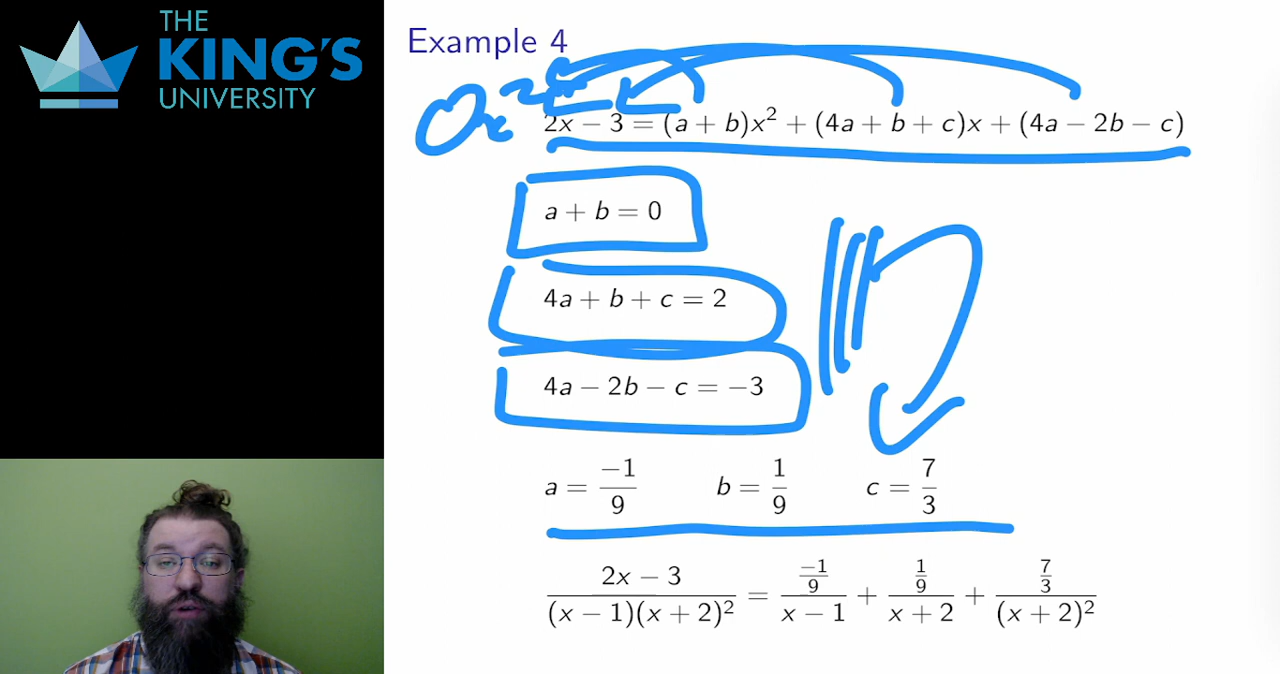 THE
KING'S
UNIVERSITY
Example 4
0x²
2x − 3 = (a + b)x² + (4a + b + c)x + (4a − 2b − c)
a + b = 0
4a + b + c = 2
4a − 2b − c = −3
a = −1/9 b = 1/9 c = 7/3
(2x − 3)/((x − 1)(x + 2)²) = (−1/9)/(x − 1) + (1/9)/(x + 2) + (7/3)/((x + 2)²)